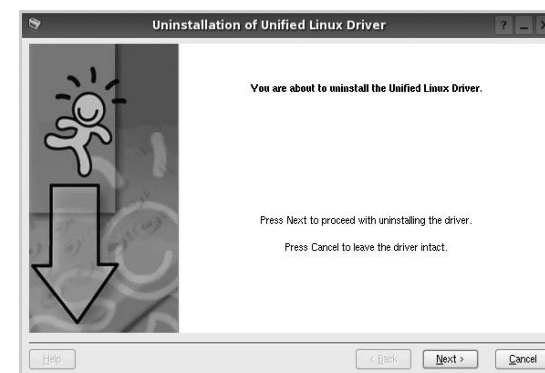 Uninstallation of Unified Linux Driver
You are about to uninstall the Unified Linux Driver.
Press Next to proceed with uninstalling the driver.
Press Cancel to leave the driver intact.
Help
< Back
Next >
Cancel